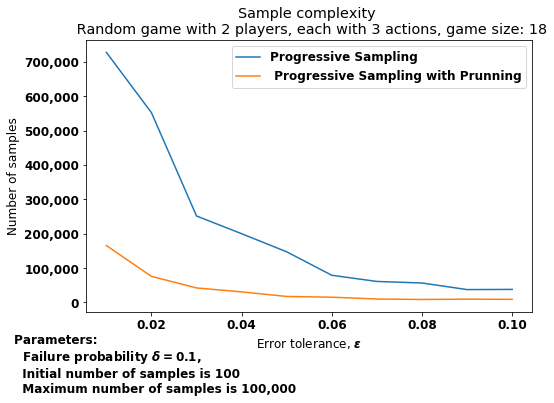 Sample complexity
Random game with 2 players, each with 3 actions, game size: 18
Progressive Sampling
Progressive Sampling with Prunning
Number of samples
700,000
600,000
500,000
400,000
300,000
200,000
100,000
0
0.02 0.04 0.06 0.08 0.10
Error tolerance, ε
Parameters:
Failure probability δ = 0.1,
Initial number of samples is 100
Maximum number of samples is 100,000